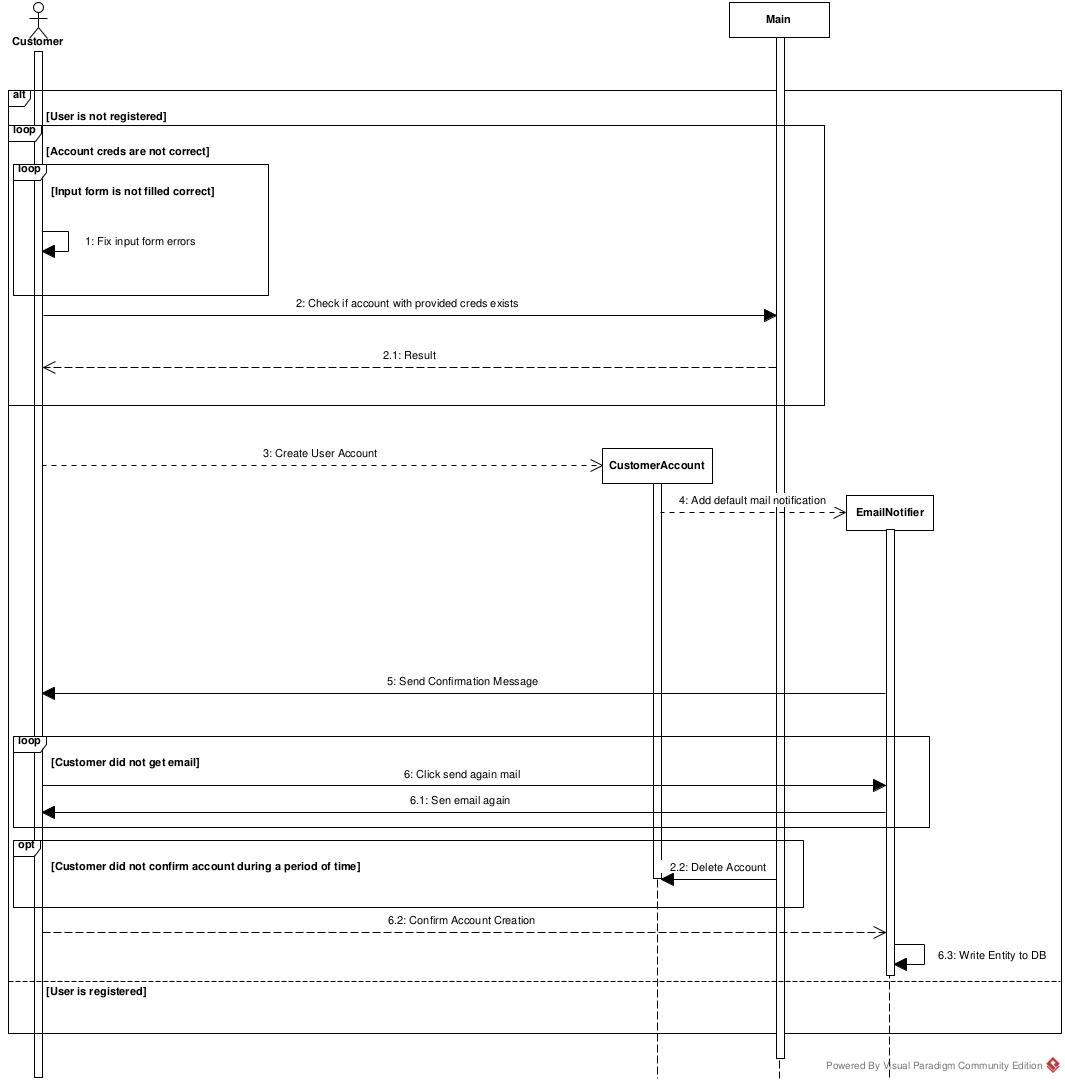 Customer
Main
alt
[User is not registered]
loop
[Account creds are not correct]
loop
[Input form is not filled correct]
1: Fix input form errors
2: Check if account with provided creds exists
2.1: Result
3: Create User Account
CustomerAccount
4: Add default mail notification
EmailNotifier
5: Send Confirmation Message
loop
[Customer did not get email]
6: Click send again mail
6.1: Sen email again
opt
[Customer did not confirm account during a period of time]
2.2: Delete Account
6.2: Confirm Account Creation
6.3: Write Entity to DB
[User is registered]
Powered By Visual Paradigm Community Edition